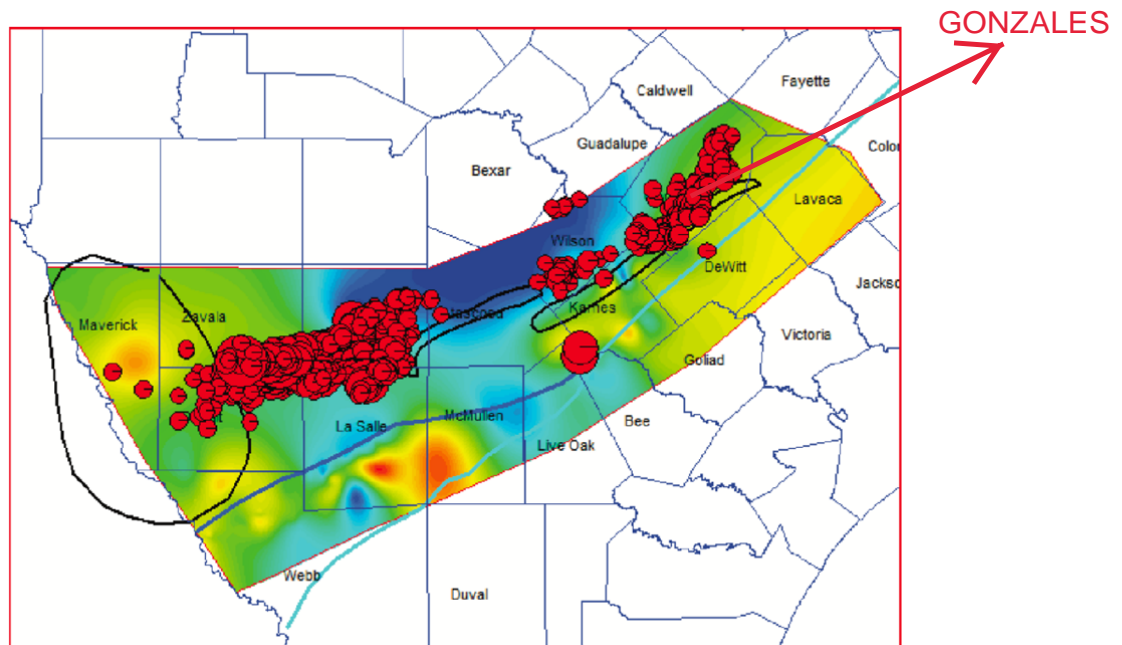 GONZALES
Fayette
Caldwell
Guadalupe
Colo
Bexar
Lavaca
Wilson
DeWitt
Jackso
Zavala
Maverick
Karnes
Victoria
Goliad
La Salle
McMullen
Bee
Live Oak
Webb
Duval